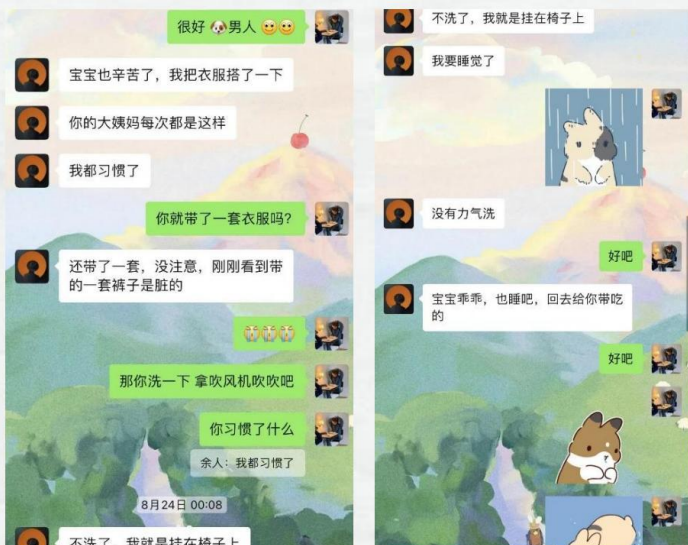 很好 🐶男人 🙂🙂
宝宝也辛苦了，我把衣服搭了一下
你的大姨妈每次都是这样
我都习惯了
你就带了一套衣服吗?
还带了一套，没注意，刚刚看到带
的一套裤子是脏的
😭😭😭
那你洗一下 拿吹风机吹吹吧
你习惯了什么
余人：我都习惯了
8月24日 00:08
不洗了，我就是挂在椅子上
不洗了，我就是挂在椅子上
我要睡觉了
没有力气洗
好吧
宝宝乖乖，也睡吧，回去给你带吃
的
好吧